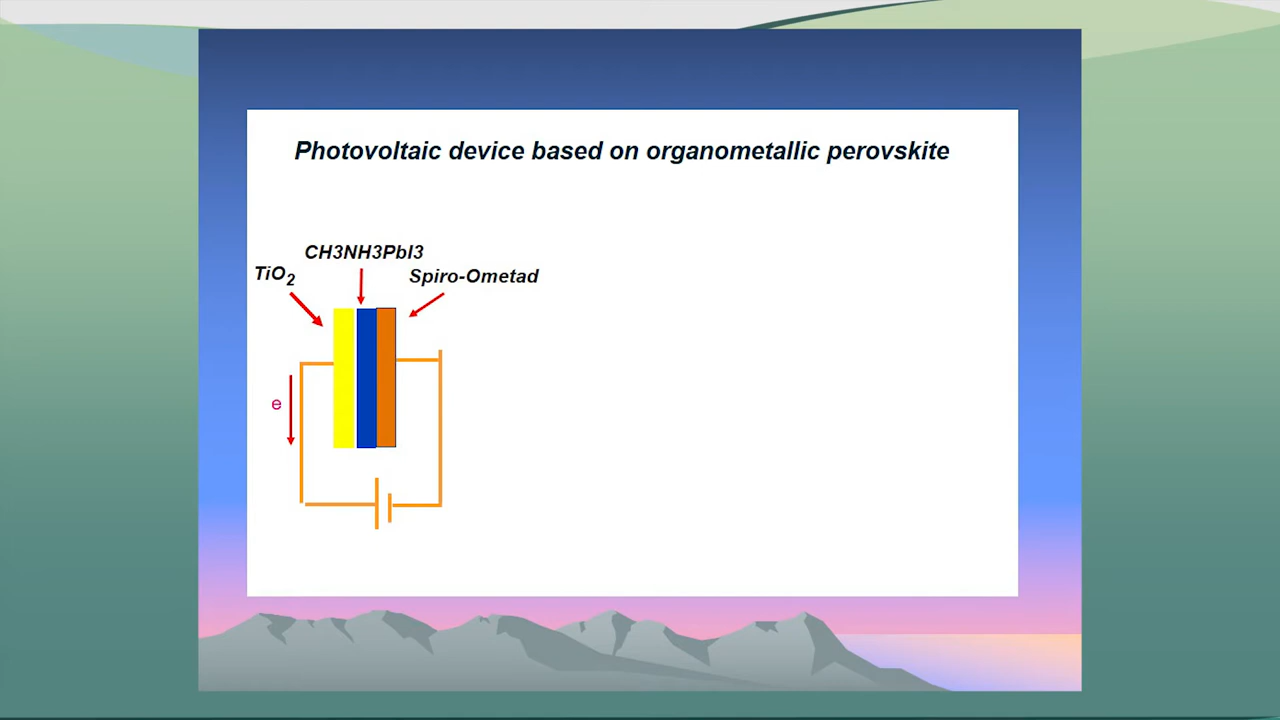 Photovoltaic device based on organometallic perovskite
CH3NH3PbI3
TiO2
Spiro-Ometad
e